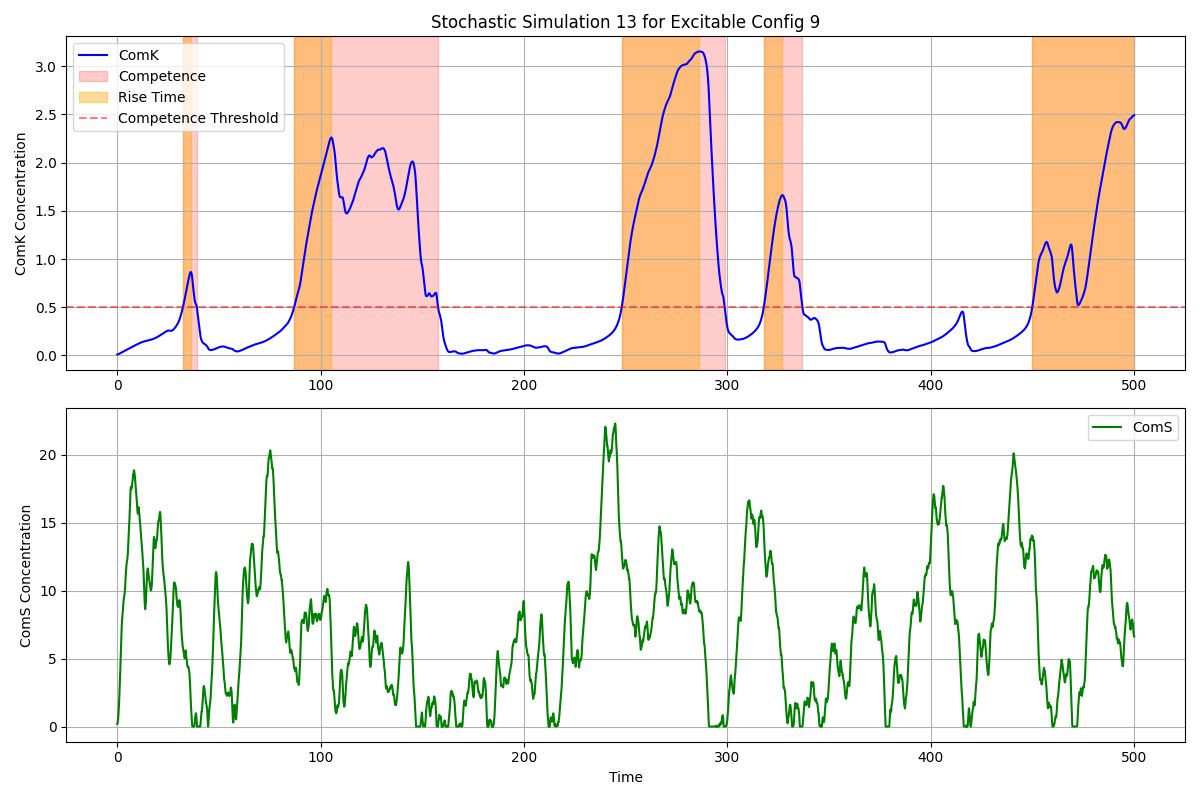 Stochastic Simulation 13 for Excitable Config 9
ComK Concentration
3.0
2.5
2.0
1.5
1.0
0.5
0.0
ComK
Competence
Rise Time
Competence Threshold
0 100 200 300 400 500
ComS Concentration
20
15
10
5
0
ComS
0 100 200 300 400 500
Time